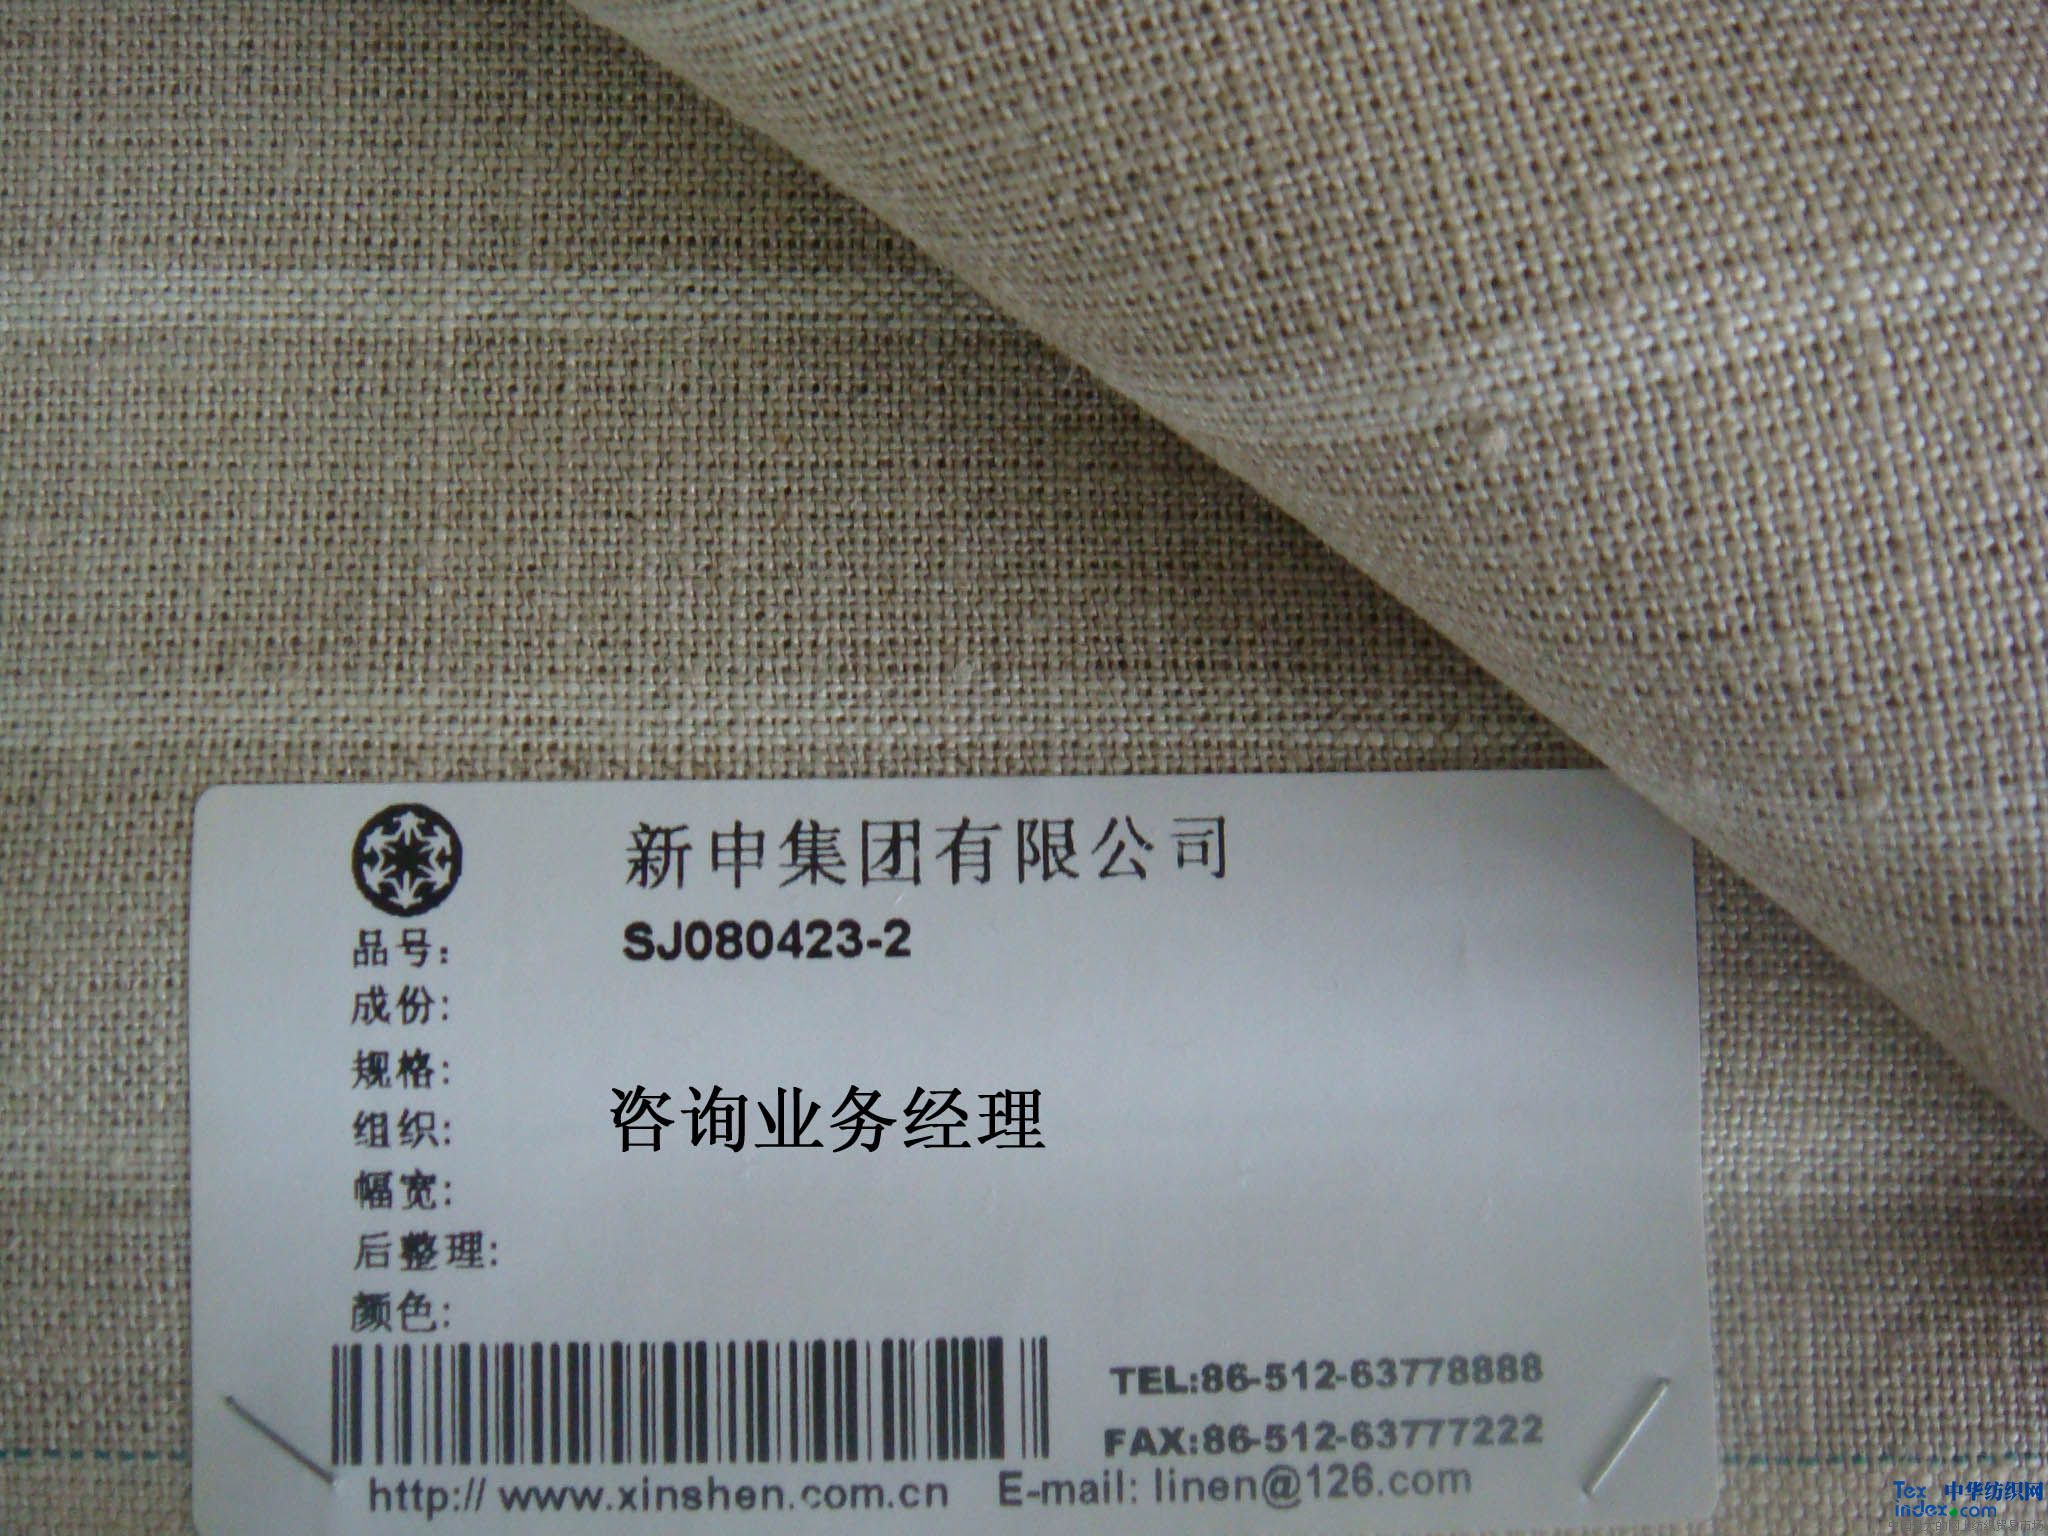 新申集团有限公司
品号: SJ080423-2
成份:
规格:
组织: 咨询业务经理
幅宽:
后整理:
颜色:
TEL:86-512-63778888
FAX:86-512-63777222
http:// www.xinshen.com.cn E-mail: linen@126.com
Tex 中华纺织网
index.com